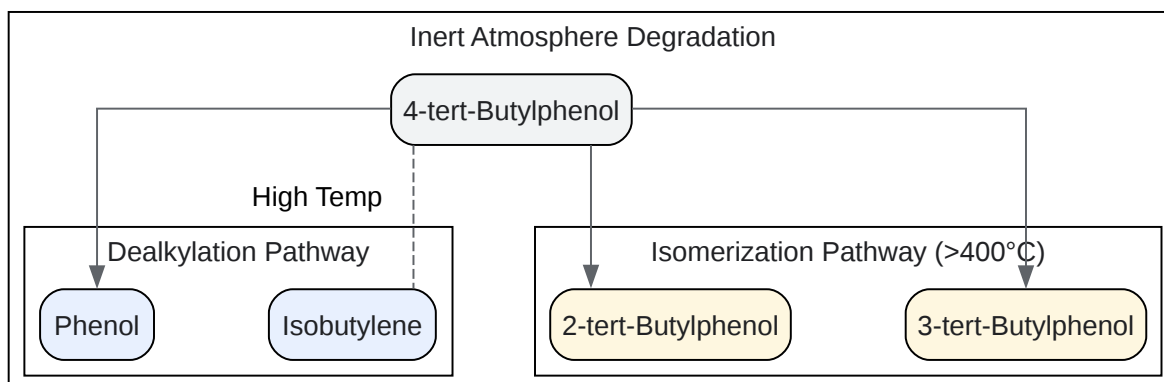 Inert Atmosphere Degradation
4-tert-Butylphenol
High Temp
Dealkylation Pathway
Isomerization Pathway (>400°C)
Phenol
Isobutylene
2-tert-Butylphenol
3-tert-Butylphenol